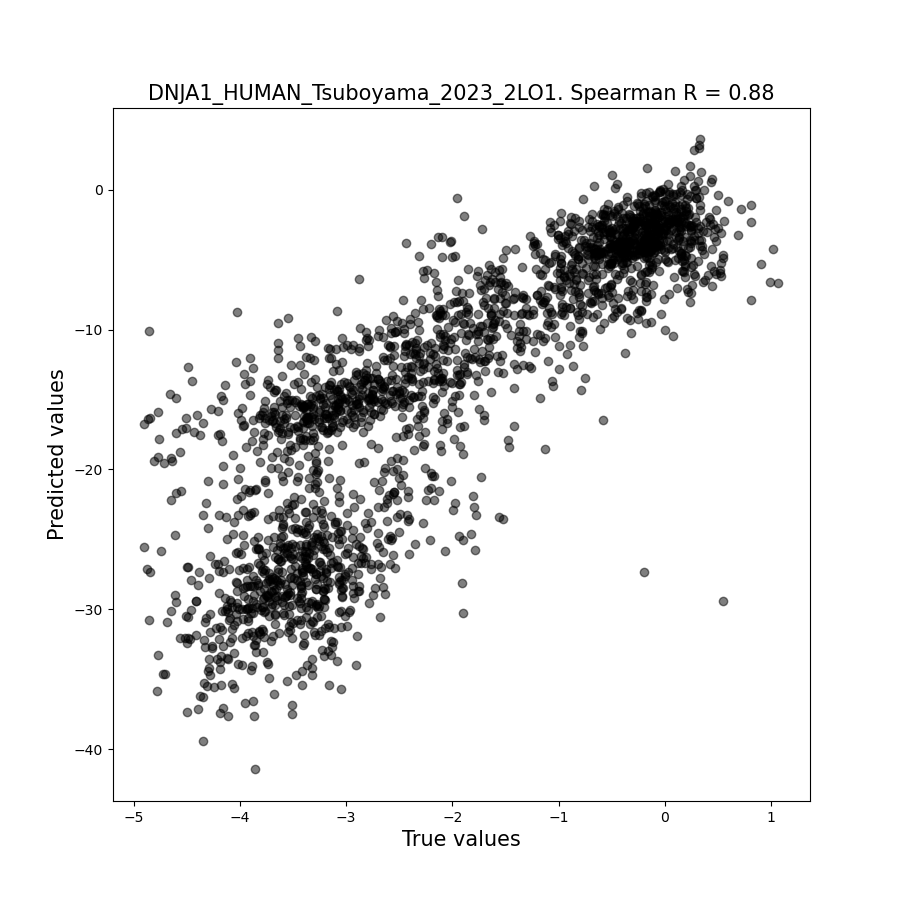 DNJA1_HUMAN_Tsuboyama_2023_2LO1. Spearman R = 0.88
0
−10
−20
−30
−40
Predicted values
−5 −4 −3 −2 −1 0 1
True values